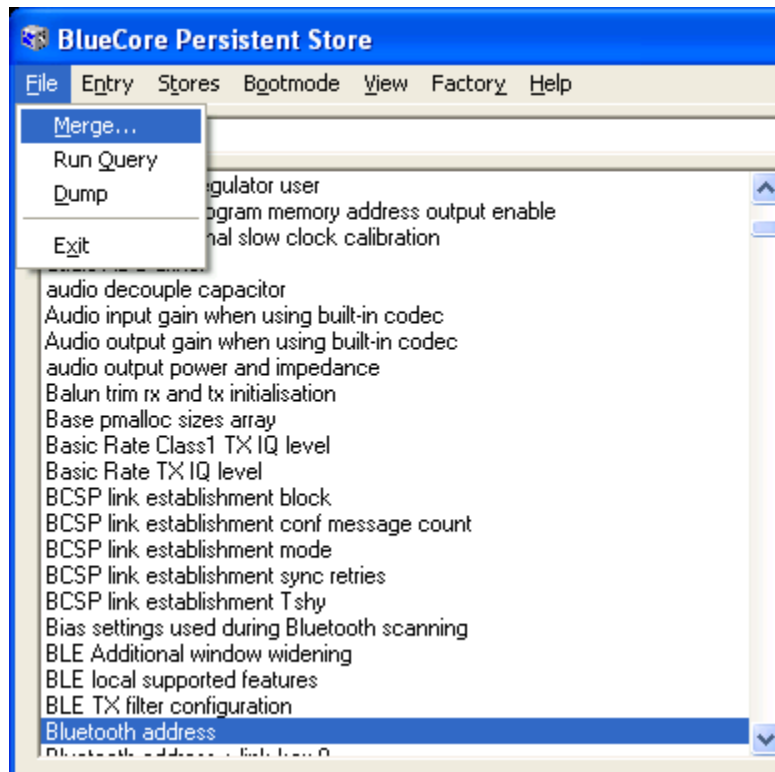 BlueCore Persistent Store
File Entry Stores Bootmode View Factory Help
Merge...
Run Query
Dump
Exit
egulator user
ogram memory address output enable
nal slow clock calibration
audio decouple capacitor
Audio input gain when using built-in codec
Audio output gain when using built-in codec
audio output power and impedance
Balun trim rx and tx initialisation
Base pmalloc sizes array
Basic Rate Class1 TX IQ level
Basic Rate TX IQ level
BCSP link establishment block
BCSP link establishment conf message count
BCSP link establishment mode
BCSP link establishment sync retries
BCSP link establishment Tshy
Bias settings used during Bluetooth scanning
BLE Additional window widening
BLE local supported features
BLE TX filter configuration
Bluetooth address